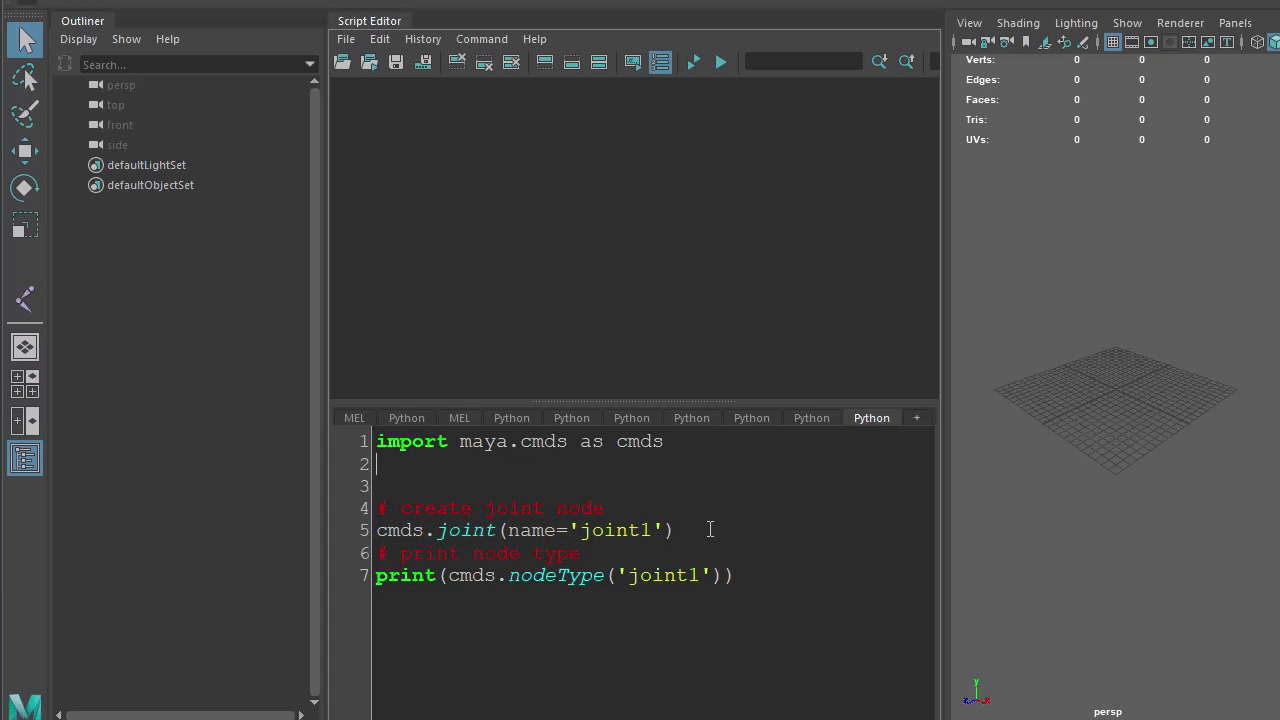 Outliner
Display Show Help
Search...
persp
top
front
side
defaultLightSet
defaultObjectSet
Script Editor
File Edit History Command Help
MEL Python MEL Python Python Python Python Python Python Python +
1 import maya.cmds as cmds
2
3
4 # create joint node
5 cmds.joint(name='joint1')
6 # print node type
7 print(cmds.nodeType('joint1'))
View Shading Lighting Show Renderer Panels
Verts: 0 0 0
Edges: 0 0 0
Faces: 0 0 0
Tris: 0 0 0
UVs: 0 0 0
y
z x
persp